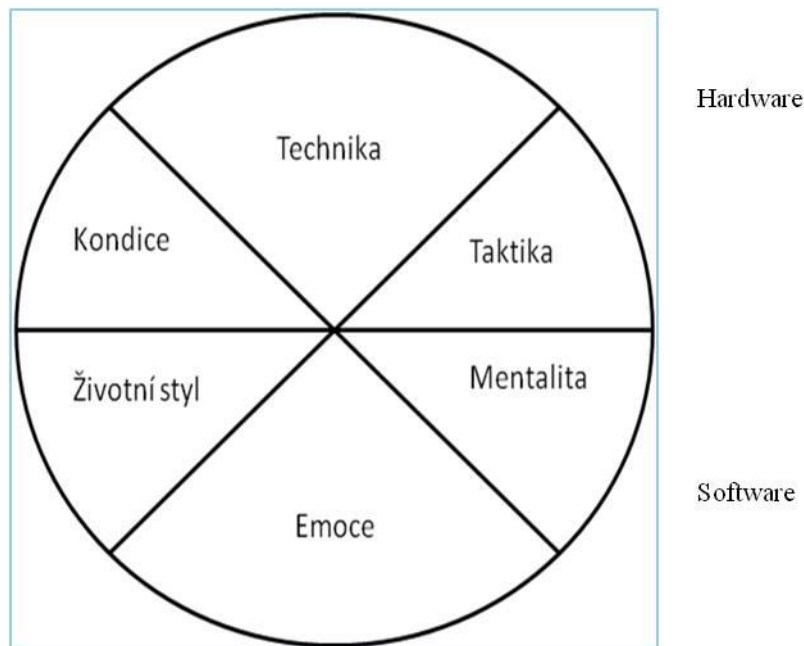 Hardware
Technika
Kondice
Taktika
Životní styl
Mentalita
Software
Emoce